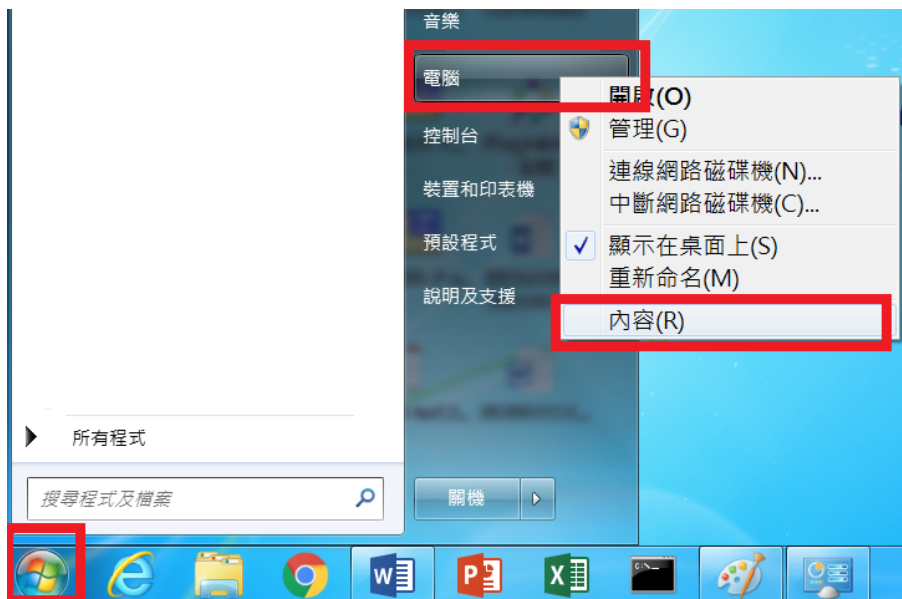 音樂
電腦
開啟(O)
管理(G)
控制台
連線網路磁碟機(N)...
裝置和印表機
中斷網路磁碟機(C)...
預設程式
顯示在桌面上(S)
重新命名(M)
說明及支援
內容(R)
所有程式
搜尋程式及檔案
關機